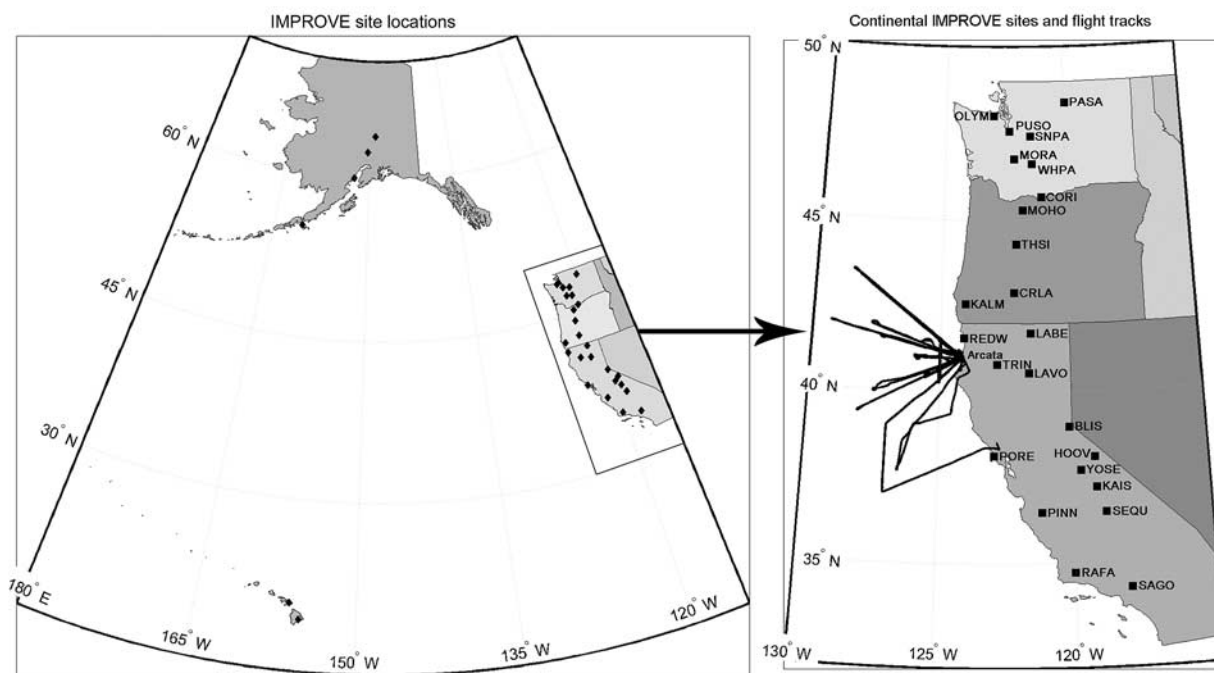 IMPROVE site locations
60° N
45° N
30° N
180° E
165° W
150° W
135° W
120° W
Continental IMPROVE sites and flight tracks
50° N
PASA
OLYM
PUSO
SNPA
MORA
WHPA
CORI
45° N
MOHO
THSI
CRLA
KALM
REDW
LABE
Arcata
TRIN
LAVO
40° N
BLIS
HOOV
PORE
YOSE
KAIS
PINN
SEQU
35° N
RAFA
SAGO
130° W
125° W
120° W